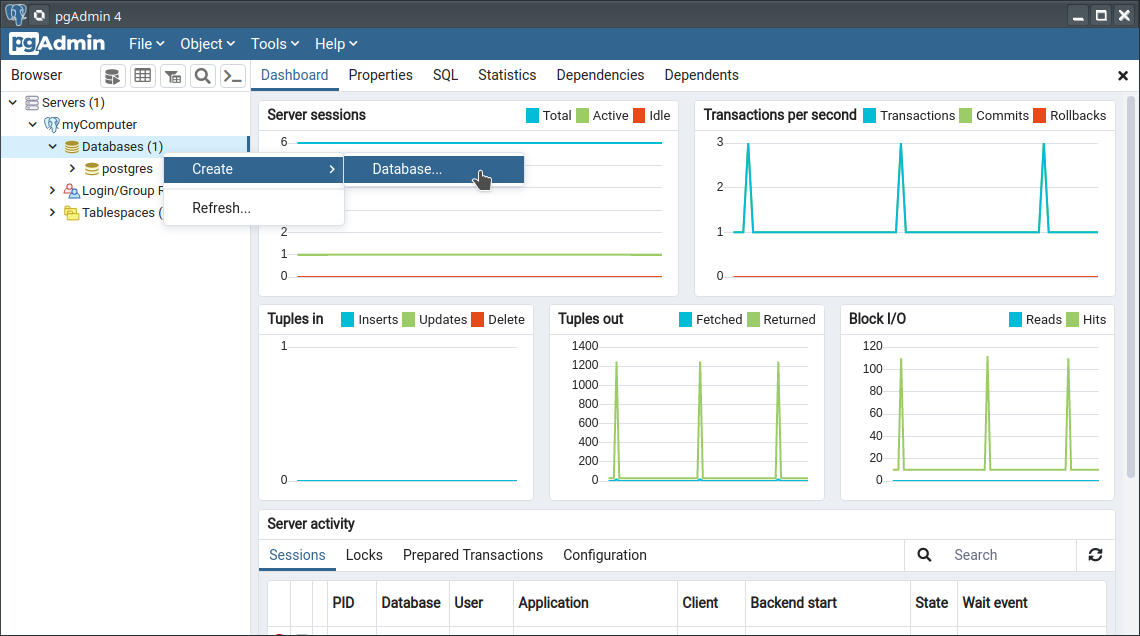 pgAdmin 4
pgAdmin File Object Tools Help
Browser Dashboard Properties SQL Statistics Dependencies Dependents
Servers (1)
myComputer
Databases (1)
postgres
Login/Group R
Tablespaces (
Create
Refresh...
Database...
Server sessions Total Active Idle
6
2
1
0
Transactions per second Transactions Commits Rollbacks
3
2
1
0
Tuples in Inserts Updates Delete
1
0
Tuples out Fetched Returned
1400
1200
1000
800
600
400
200
0
Block I/O Reads Hits
120
100
80
60
40
20
0
Server activity
Sessions Locks Prepared Transactions Configuration Search
PID Database User Application Client Backend start State Wait event